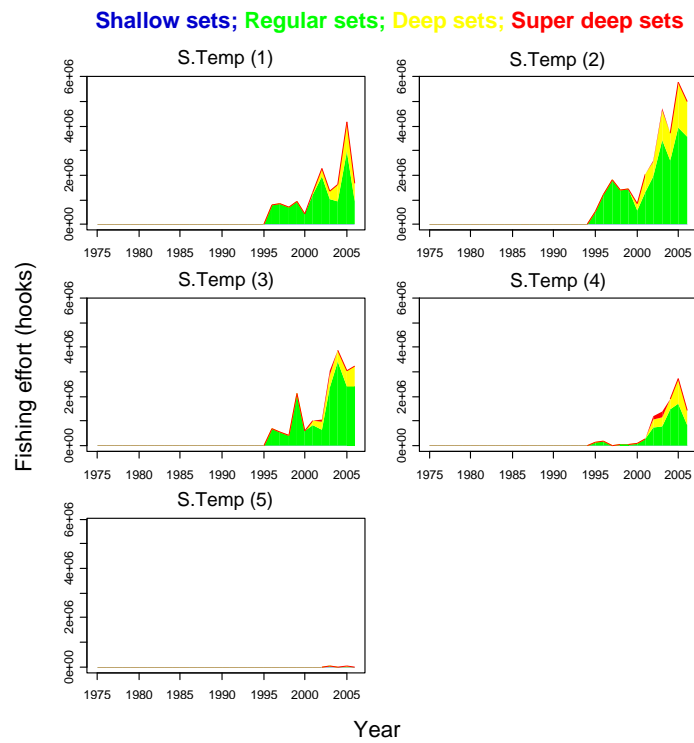 Shallow sets; Regular sets; Deep sets; Super deep sets
S.Temp (1)
S.Temp (2)
0e+00 2e+06 4e+06 6e+06
0e+00 2e+06 4e+06 6e+06
1975 1980 1985 1990 1995 2000 2005
1975 1980 1985 1990 1995 2000 2005
S.Temp (3)
S.Temp (4)
0e+00 2e+06 4e+06 6e+06
0e+00 2e+06 4e+06 6e+06
1975 1980 1985 1990 1995 2000 2005
1975 1980 1985 1990 1995 2000 2005
S.Temp (5)
0e+00 2e+06 4e+06 6e+06
1975 1980 1985 1990 1995 2000 2005
Fishing effort (hooks)
Year